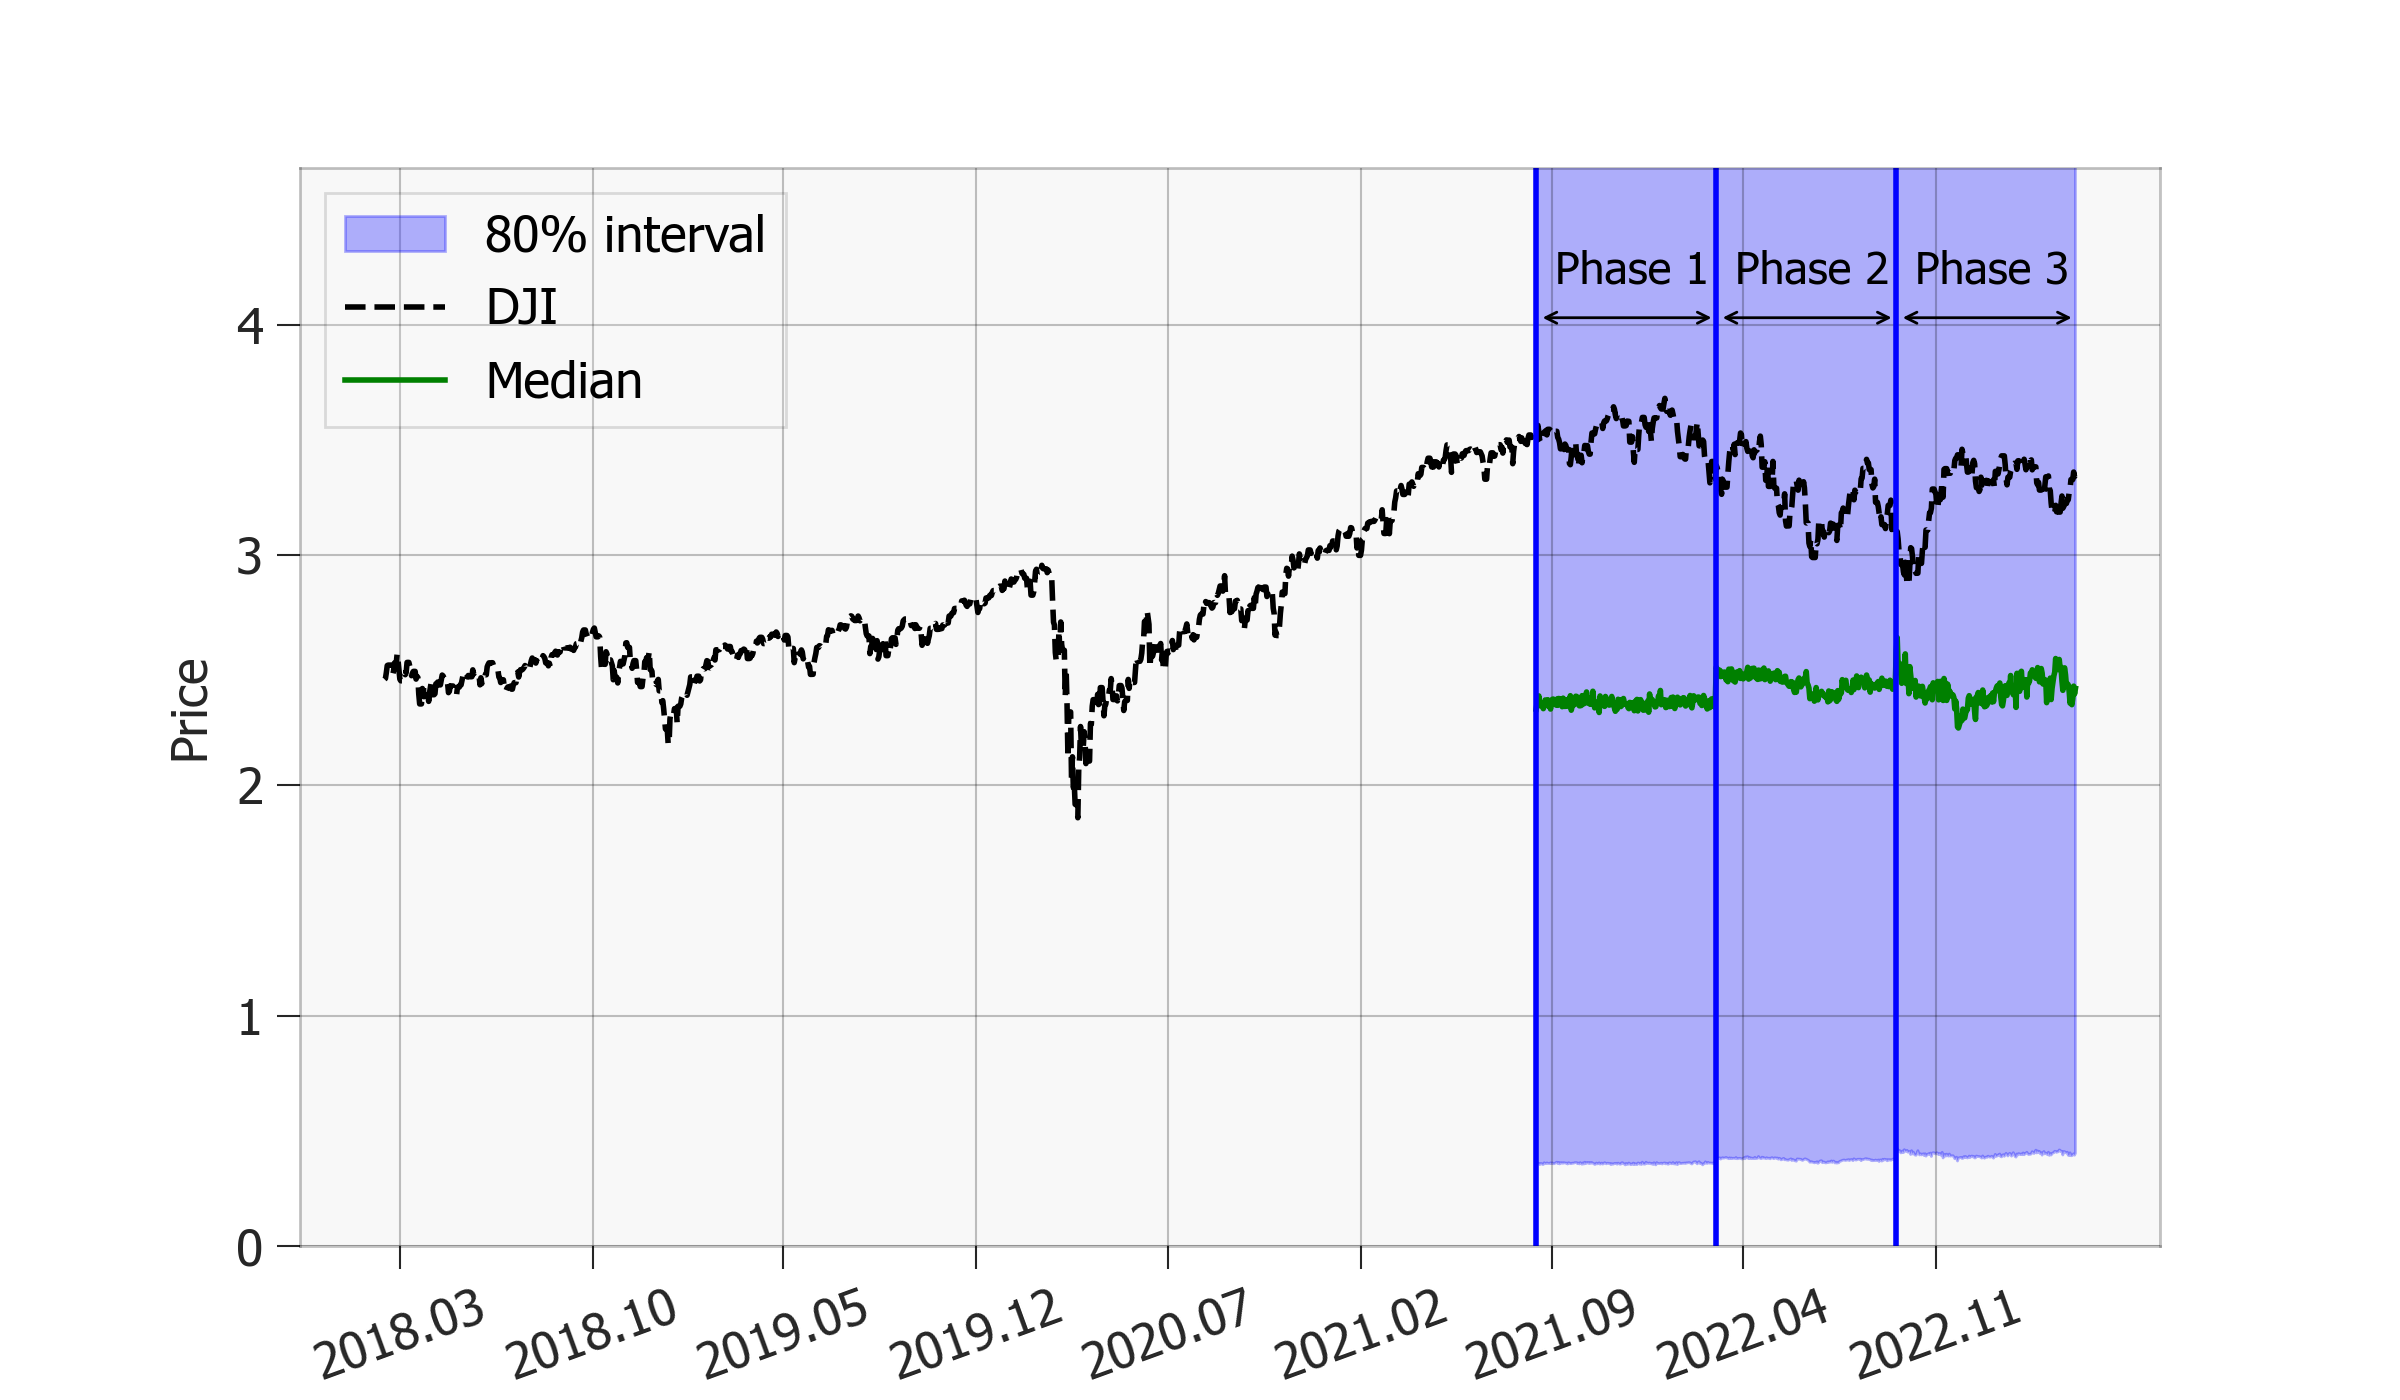 80% interval
DJI
Median
Phase 1
Phase 2
Phase 3
Price
4
3
2
1
0
2018.03
2018.10
2019.05
2019.12
2020.07
2021.02
2021.09
2022.04
2022.11